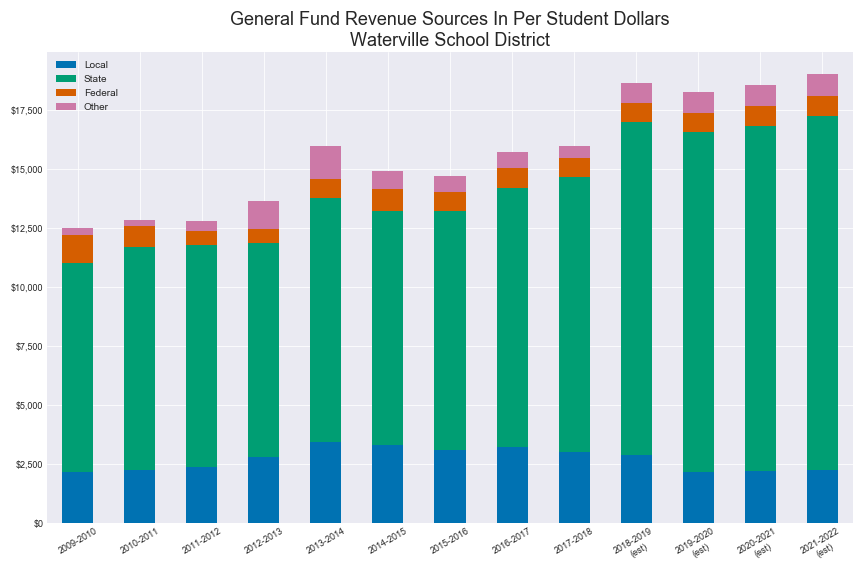 General Fund Revenue Sources In Per Student Dollars
Waterville School District
Local
State
Federal
Other
$17,500
$15,000
$12,500
$10,000
$7,500
$5,000
$2,500
$0
2009-2010
2010-2011
2011-2012
2012-2013
2013-2014
2014-2015
2015-2016
2016-2017
2017-2018
2018-2019
(est)
2019-2020
(est)
2020-2021
(est)
2021-2022
(est)